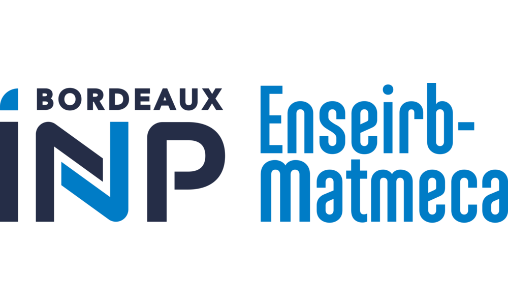 BORDEAUX
INP
Enseirb-
Matmeca